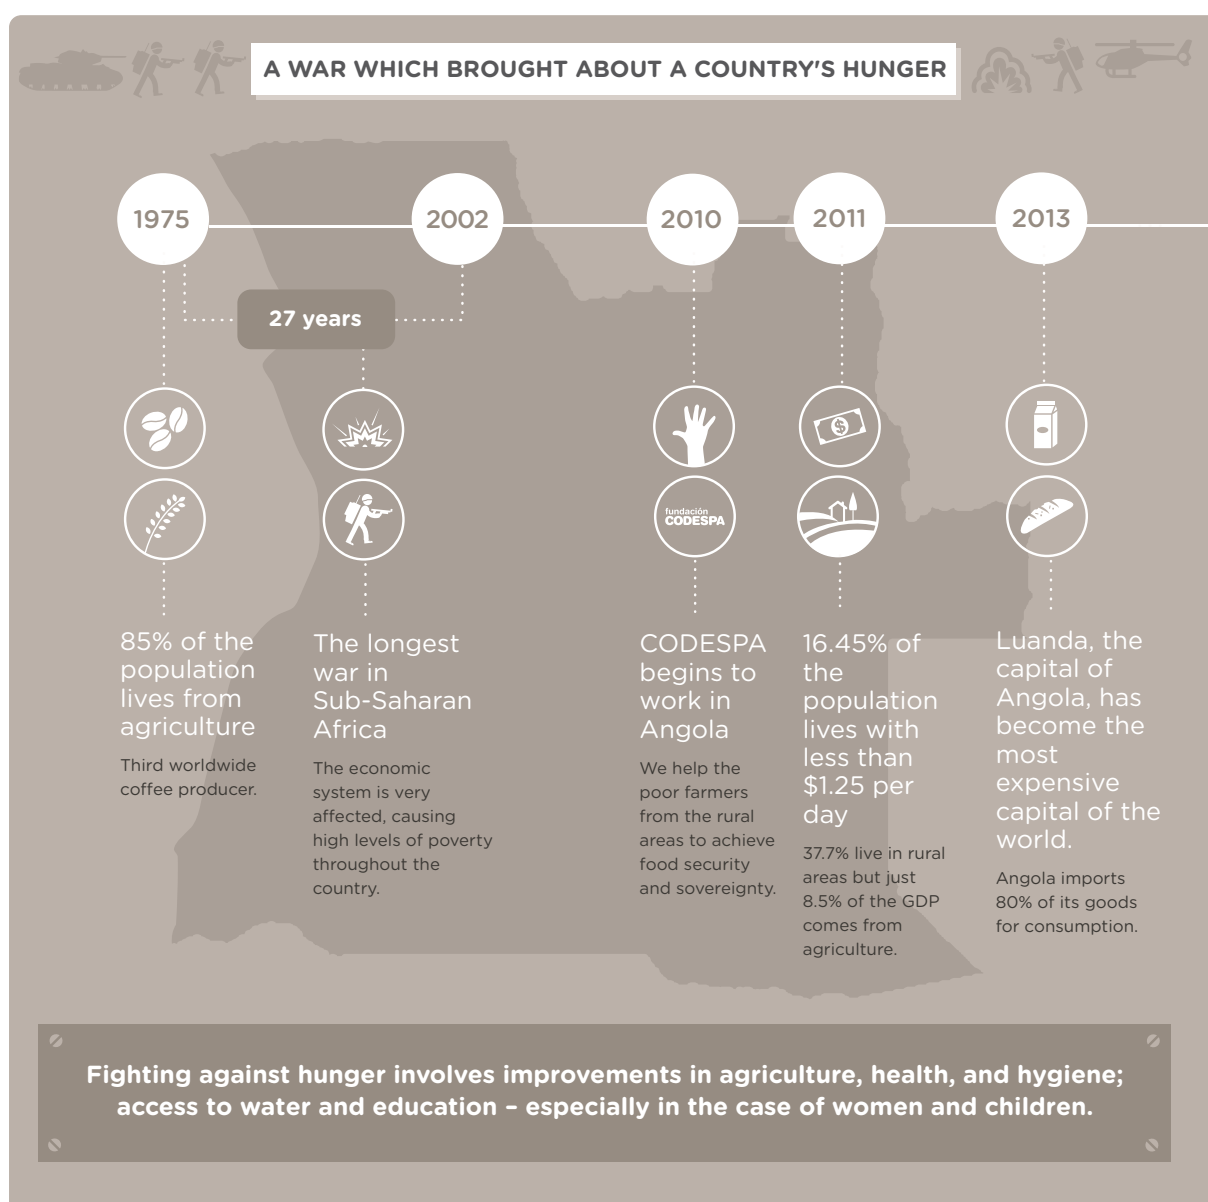 A WAR WHICH BROUGHT ABOUT A COUNTRY'S HUNGER
1975
2002
2010
2011
2013
27 years
fundación
CODESPA
85% of the
population
lives from
agriculture
Third worldwide
coffee producer.
The longest
war in
Sub-Saharan
Africa
The economic
system is very
affected, causing
high levels of poverty
throughout the
country.
CODESPA
begins to
work in
Angola
We help the
poor farmers
from the rural
areas to achieve
food security
and sovereignty.
16.45% of
the
population
lives with
less than
$1.25 per
day
37.7% live in rural
areas but just
8.5% of the GDP
comes from
agriculture.
Luanda, the
capital of
Angola, has
become the
most
expensive
capital of the
world.
Angola imports
80% of its goods
for consumption.
Fighting against hunger involves improvements in agriculture, health, and hygiene;
access to water and education – especially in the case of women and children.